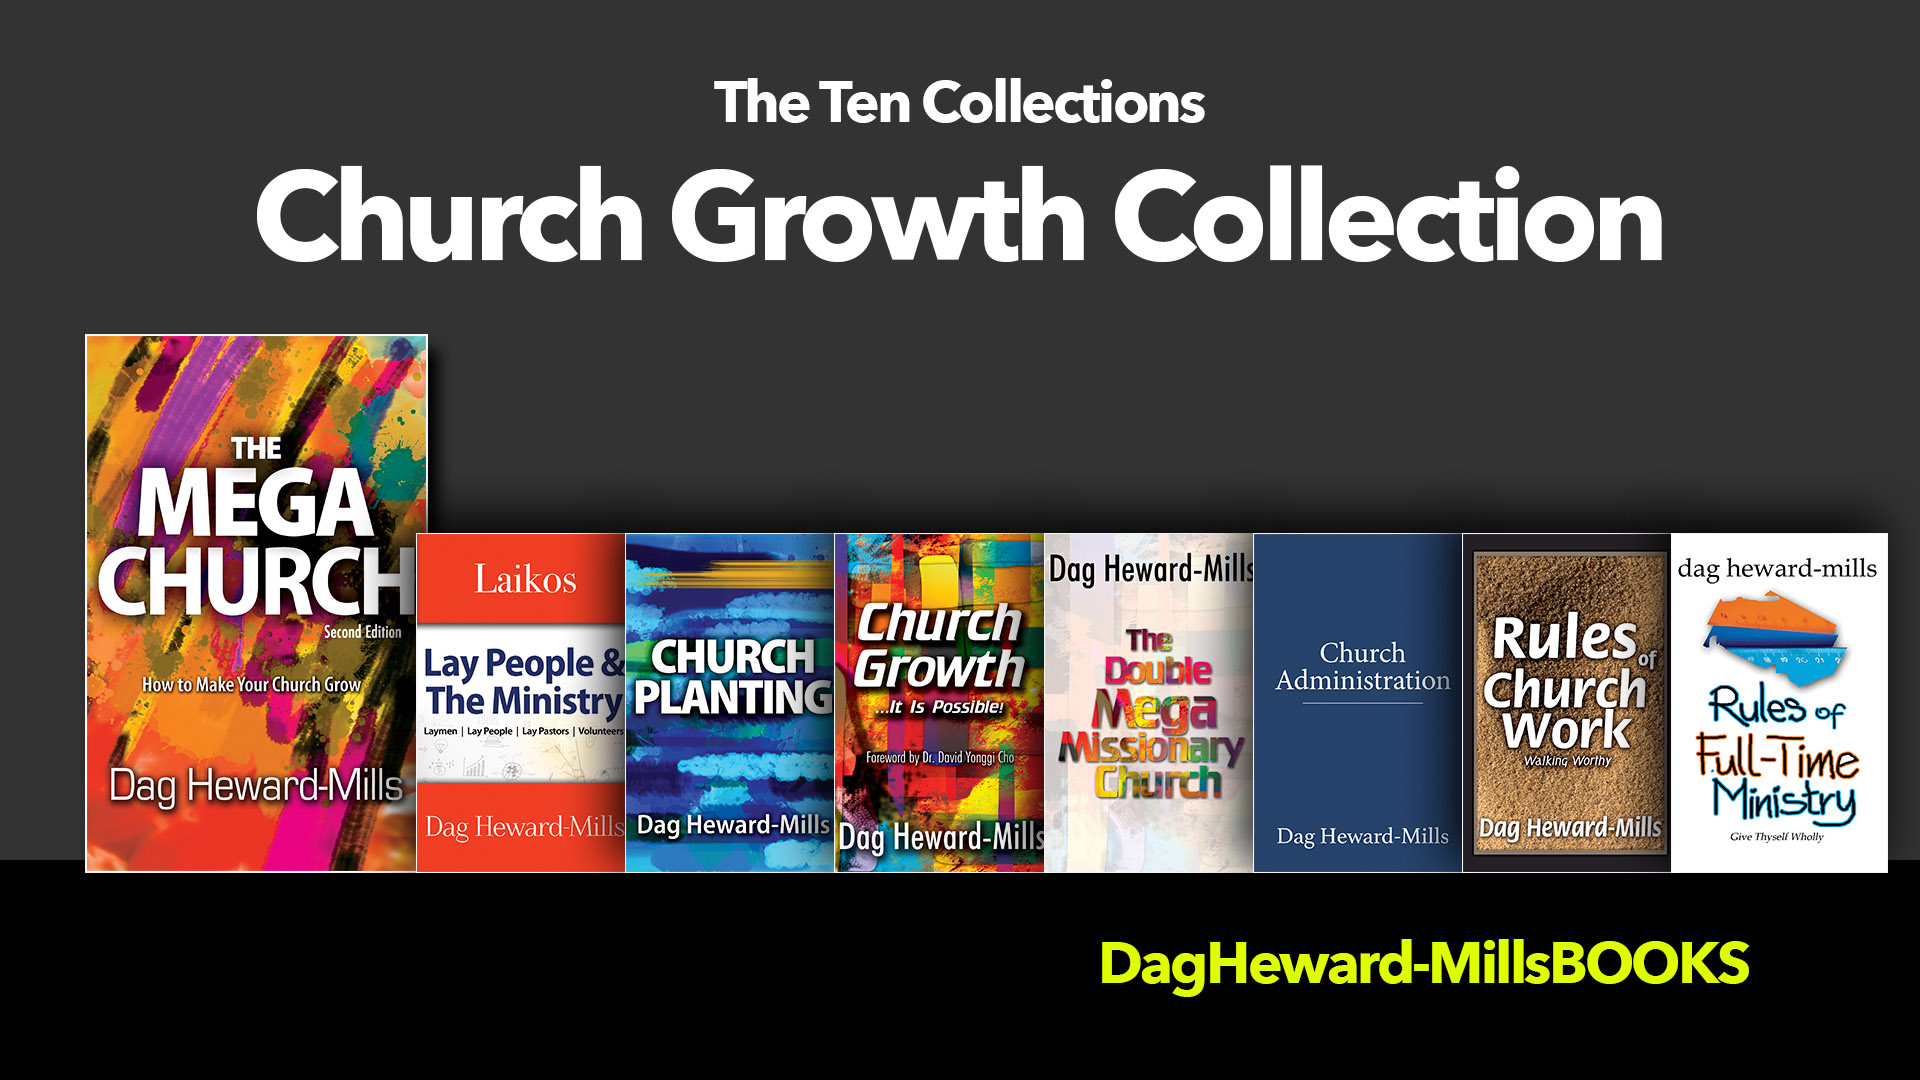 The Ten Collections
Church Growth Collection
THE
MEGA
CHURCH
Second Edition
How to Make Your Church Grow
Dag Heward-Mills
Laikos
Lay People &
The Ministry
Laymen | Lay People | Lay Pastors | Volunteers
Dag Heward-Mills
CHURCH
PLANTING
Dag Heward-Mills
Church
Growth
...It Is Possible!
Foreword by Dr. David Yonggi Cho
Dag Heward-Mills
Dag Heward-Mills
The
Double
Mega
Missionary
Church
Church
Administration
Dag Heward-Mills
Rules of
Church
Work
Walking Worthy
Dag Heward-Mills
dag heward-mills
18 19 20 21
Rules of
Full-Time
Ministry
Give Thyself Wholly
DagHeward-MillsBOOKS